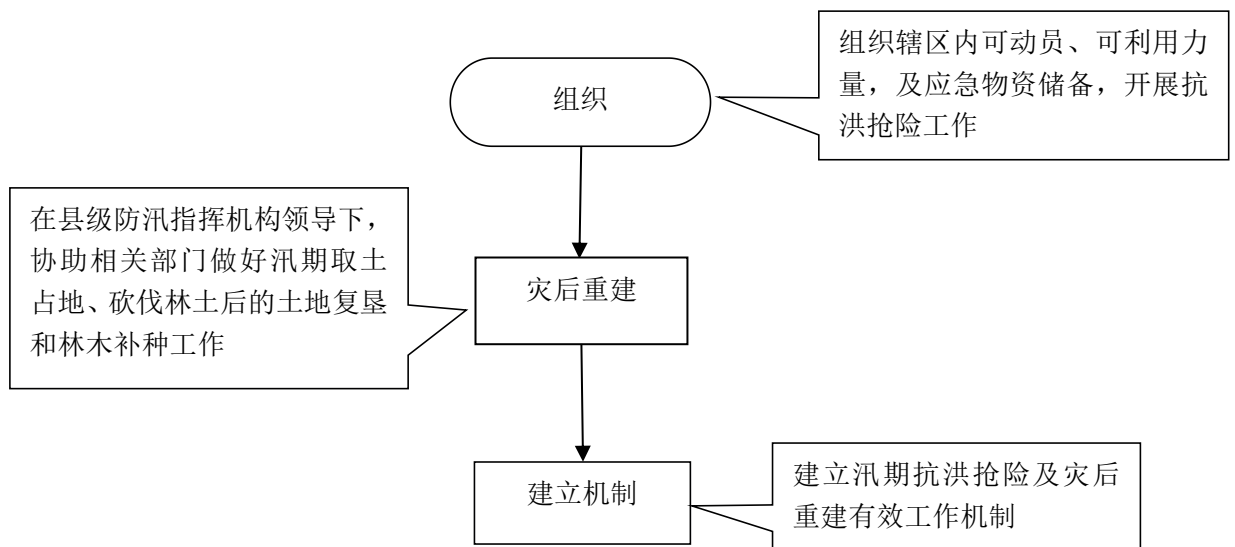 组织
组织辖区内可动员、可利用力
量，及应急物资储备，开展抗
洪抢险工作
在县级防汛指挥机构领导下，
协助相关部门做好汛期取土
占地、砍伐林土后的土地复垦
和林木补种工作
灾后重建
建立机制
建立汛期抗洪抢险及灾后
重建有效工作机制